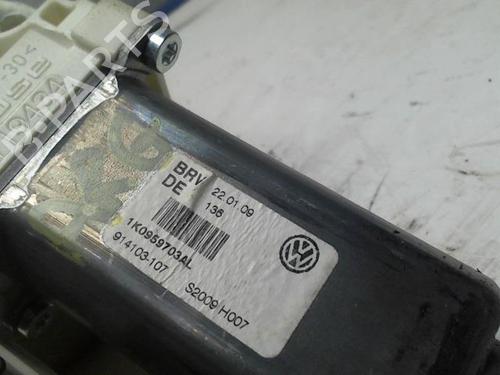 BRV 22 01 09
DE 136
1K0959703AL
914103-107 S2009 H007
B-PARTS